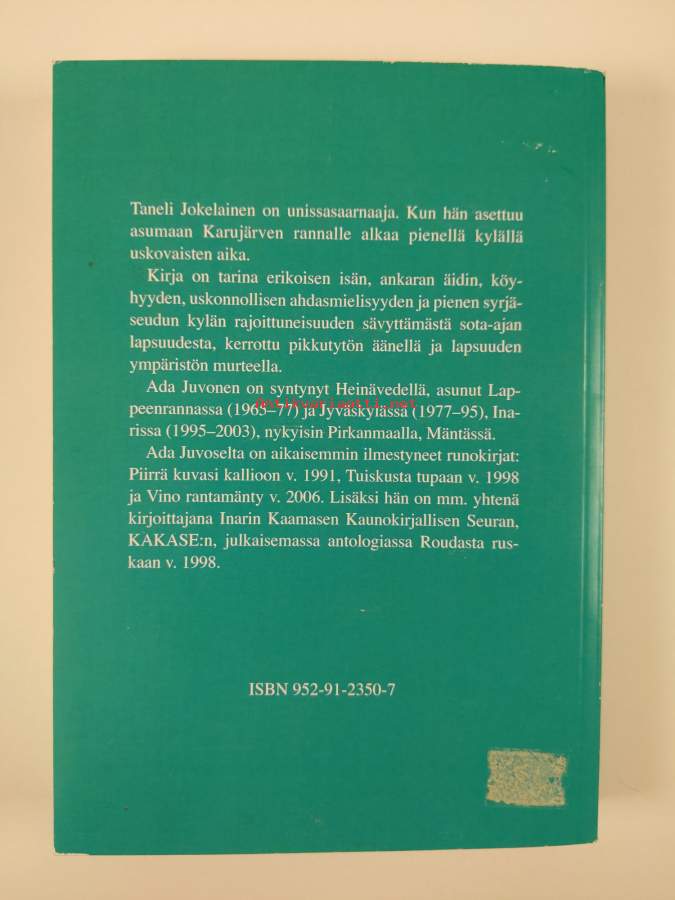 Taneli Jokelainen on unissasaarnaaja. Kun hän asettuu
asumaan Karujärven rannalle alkaa pienellä kylällä
uskovaisten aika.
Kirja on tarina erikoisen isän, ankaran äidin, köy-
hyyden, uskonnollisen ahdasmielisyyden ja pienen syrjä-
seudun kylän rajoittuneisuuden sävyttämästä sota-ajan
lapsuudesta, kerrottu pikkutytön äänellä ja lapsuuden
ympäristön murteella.
Ada Juvonen on syntynyt Heinävedellä, asunut Lap-
antikvariaatti.net
peenrannassa (1965–77) ja Jyväskylässä (1977–95), Ina-
rissa (1995–2003), nykyisin Pirkanmaalla, Mäntässä.
Ada Juvoselta on aikaisemmin ilmestyneet runokirjat:
Piirrä kuvasi kallioon v. 1991, Tuiskusta tupaan v. 1998
ja Vino rantamänty v. 2006. Lisäksi hän on mm. yhtenä
kirjoittajana Inarin Kaamasen Kaunokirjallisen Seuran,
KAKASE:n, julkaisemassa antologiassa Roudasta rus-
kaan v. 1998.
ISBN 952-91-2350-7